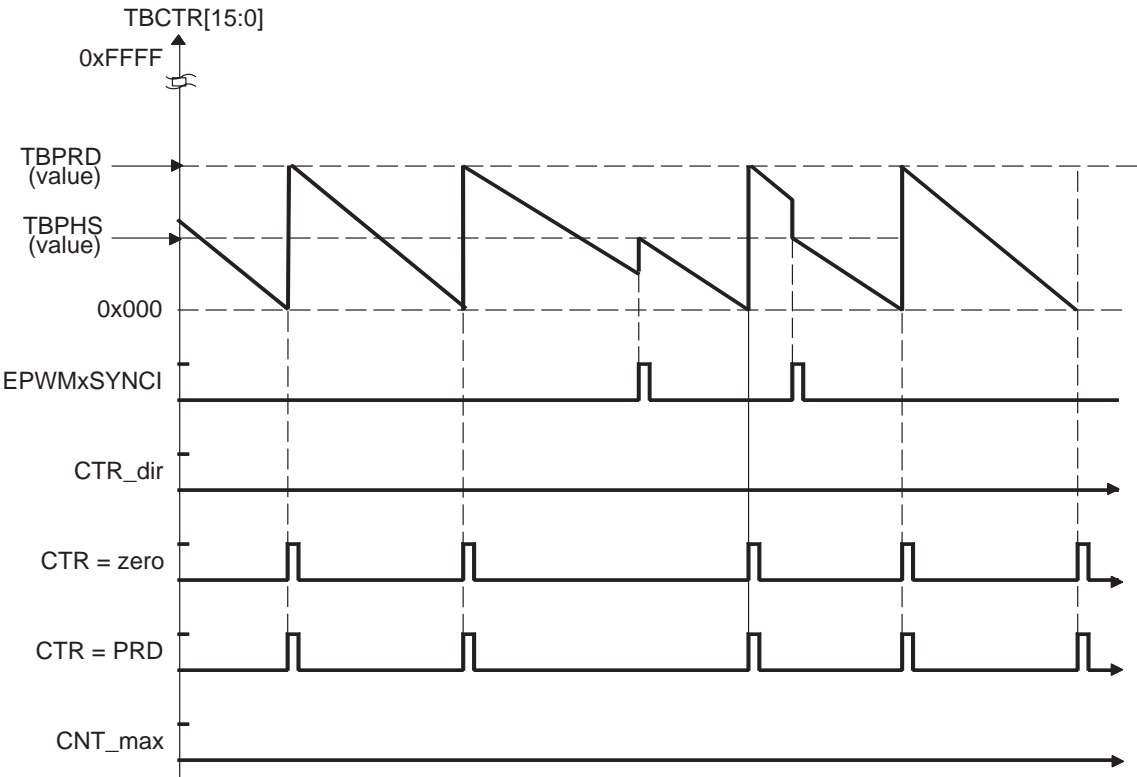 TBCTR[15:0]
0xFFFF
TBPRD
(value)
TBPHS
(value)
0x000
EPWMxSYNCI
CTR_dir
CTR = zero
CTR = PRD
CNT_max